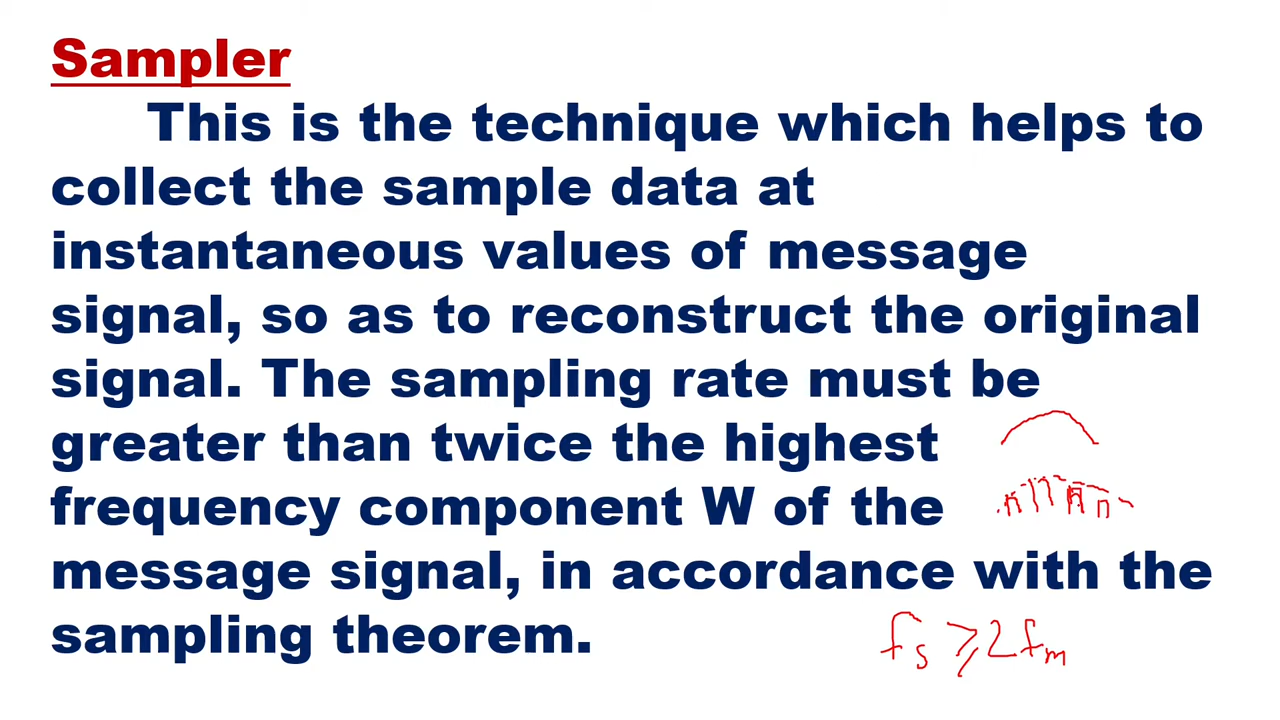 Sampler
This is the technique which helps to
collect the sample data at
instantaneous values of message
signal, so as to reconstruct the original
signal. The sampling rate must be
greater than twice the highest
frequency component W of the
message signal, in accordance with the
sampling theorem.
fs ≥ 2fm